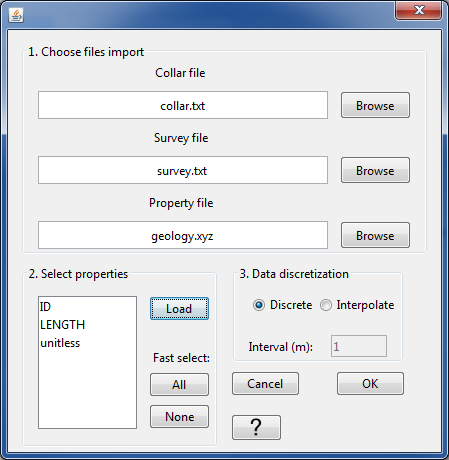 1. Choose files import
Collar file
collar.txt Browse
Survey file
survey.txt Browse
Property file
geology.xyz Browse
2. Select properties
ID
LENGTH
unitless
Load
Fast select:
All
None
3. Data discretization
Discrete Interpolate
Interval (m): 1
Cancel OK
?